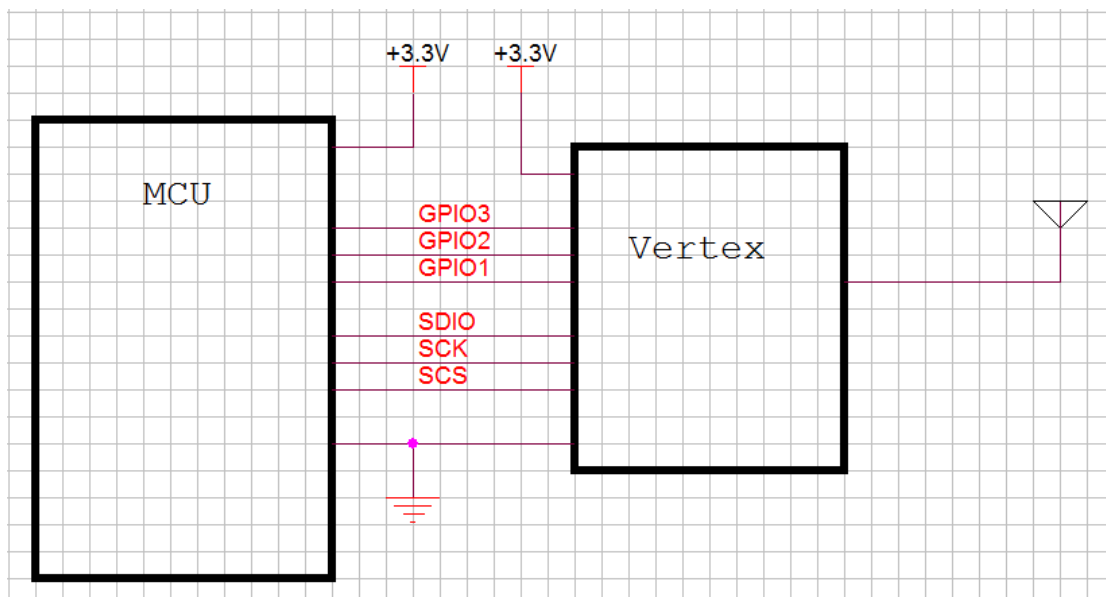 +3.3V +3.3V
MCU
GPIO3
GPIO2
Vertex
GPIO1
SDIO
SCK
SCS